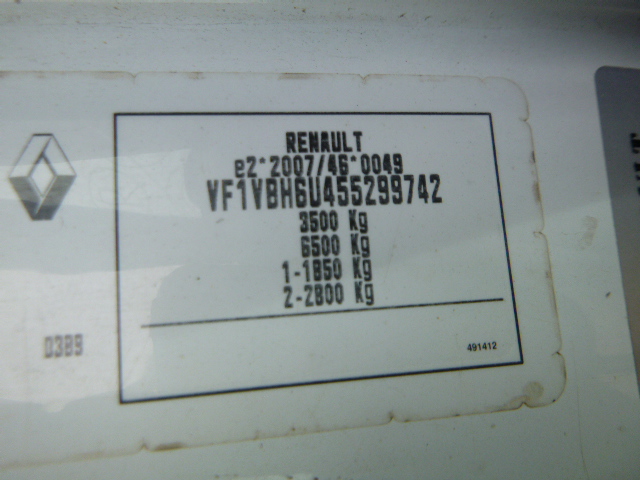 RENAULT
e2*2007/46*0049
VF1VBH6U455299742
3500 Kg
6500 Kg
1-1850 Kg
2-2800 Kg
0389
491412